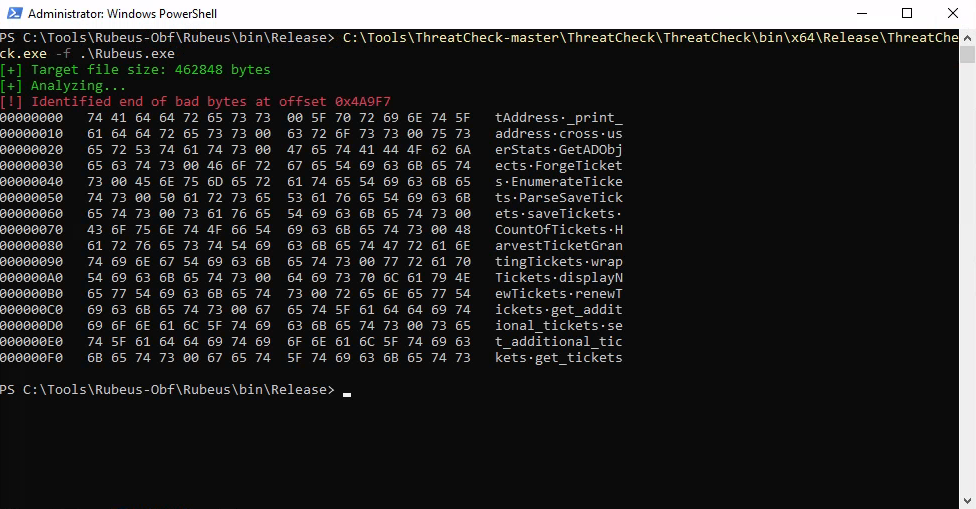 Administrator: Windows PowerShell
PS C:\Tools\Rubeus-Obf\Rubeus\bin\Release> C:\Tools\ThreatCheck-master\ThreatCheck\ThreatCheck\bin\x64\Release\ThreatChe
ck.exe -f .\Rubeus.exe
[+] Target file size: 462848 bytes
[+] Analyzing...
[!] Identified end of bad bytes at offset 0x4A9F7
00000000   74 41 64 64 72 65 73 73  00 5F 70 72 69 6E 74 5F   tAddress·_print_
00000010   61 64 64 72 65 73 73 00  63 72 6F 73 73 00 75 73   address·cross·us
00000020   65 72 53 74 61 74 73 00  47 65 74 41 44 4F 62 6A   erStats·GetADObj
00000030   65 63 74 73 00 46 6F 72  67 65 54 69 63 6B 65 74   ects·ForgeTicket
00000040   73 00 45 6E 75 6D 65 72  61 74 65 54 69 63 6B 65   s·EnumerateTicke
00000050   74 73 00 50 61 72 73 65  53 61 76 65 54 69 63 6B   ts·ParseSaveTick
00000060   65 74 73 00 73 61 76 65  54 69 63 6B 65 74 73 00   ets·saveTickets·
00000070   43 6F 75 6E 74 4F 66 54  69 63 6B 65 74 73 00 48   CountOfTickets·H
00000080   61 72 76 65 73 74 54 69  63 6B 65 74 47 72 61 6E   arvestTicketGran
00000090   74 69 6E 67 54 69 63 6B  65 74 73 00 77 72 61 70   tingTickets·wrap
000000A0   54 69 63 6B 65 74 73 00  64 69 73 70 6C 61 79 4E   Tickets·displayN
000000B0   65 77 54 69 63 6B 65 74  73 00 72 65 6E 65 77 54   ewTickets·renewT
000000C0   69 63 6B 65 74 73 00 67  65 74 5F 61 64 64 69 74   ickets·get_addit
000000D0   69 6F 6E 61 6C 5F 74 69  63 6B 65 74 73 00 73 65   ional_tickets·se
000000E0   74 5F 61 64 64 69 74 69  6F 6E 61 6C 5F 74 69 63   t_additional_tic
000000F0   6B 65 74 73 00 67 65 74  5F 74 69 63 6B 65 74 73   kets·get_tickets
PS C:\Tools\Rubeus-Obf\Rubeus\bin\Release>